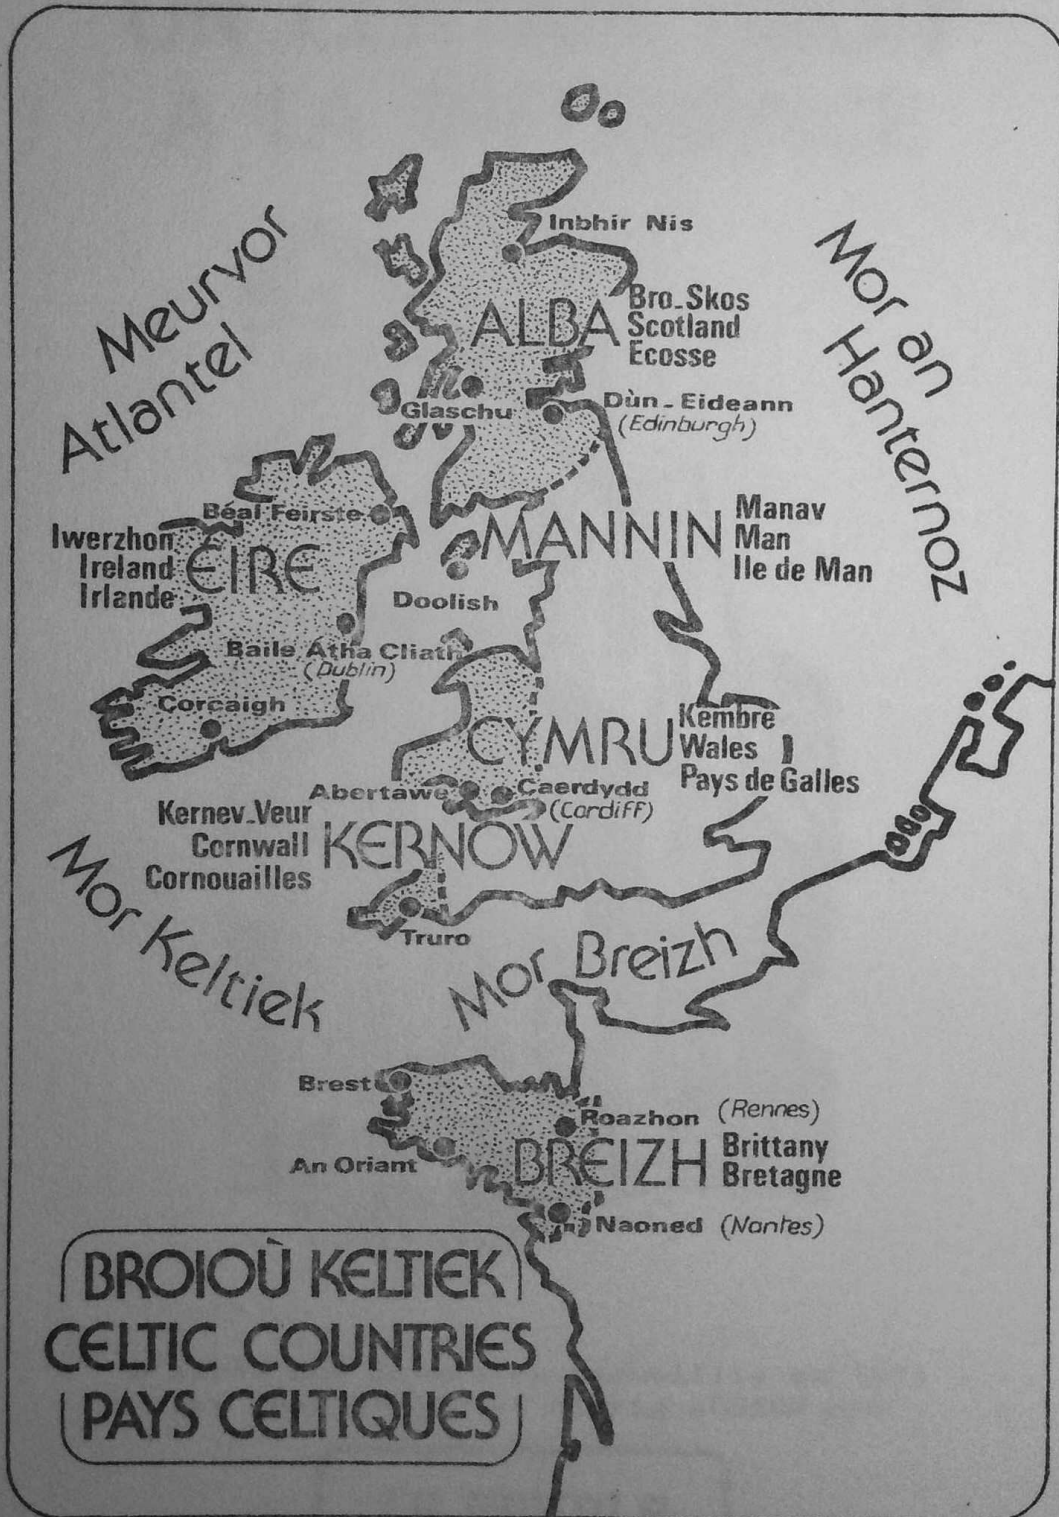 Inbhir Nis
Meurvor
Atlantel
Mor an
Hanternoz
ALBA
Bro-Skos
Scotland
Ecosse
Glaschu
Dùn-Eideann
(Edinburgh)
Béal Feirste
Iwerzhon
Ireland
Irlande
ÉIRE
MANNIN
Manav
Man
Ile de Man
Doolish
Baile Átha Cliath
(Dublin)
Corcaigh
CYMRU
Kembre
Wales
Pays de Galles
Abertawe
Caerdydd
(Cardiff)
Kernev-Veur
Cornwall
Cornouailles
KERNOW
Truro
Mor Keltiek
Mor Breizh
Brest
Roazhon (Rennes)
An Oriant
BREIZH
Brittany
Bretagne
Naoned (Nantes)
BROIOÙ KELTIEK
CELTIC COUNTRIES
PAYS CELTIQUES